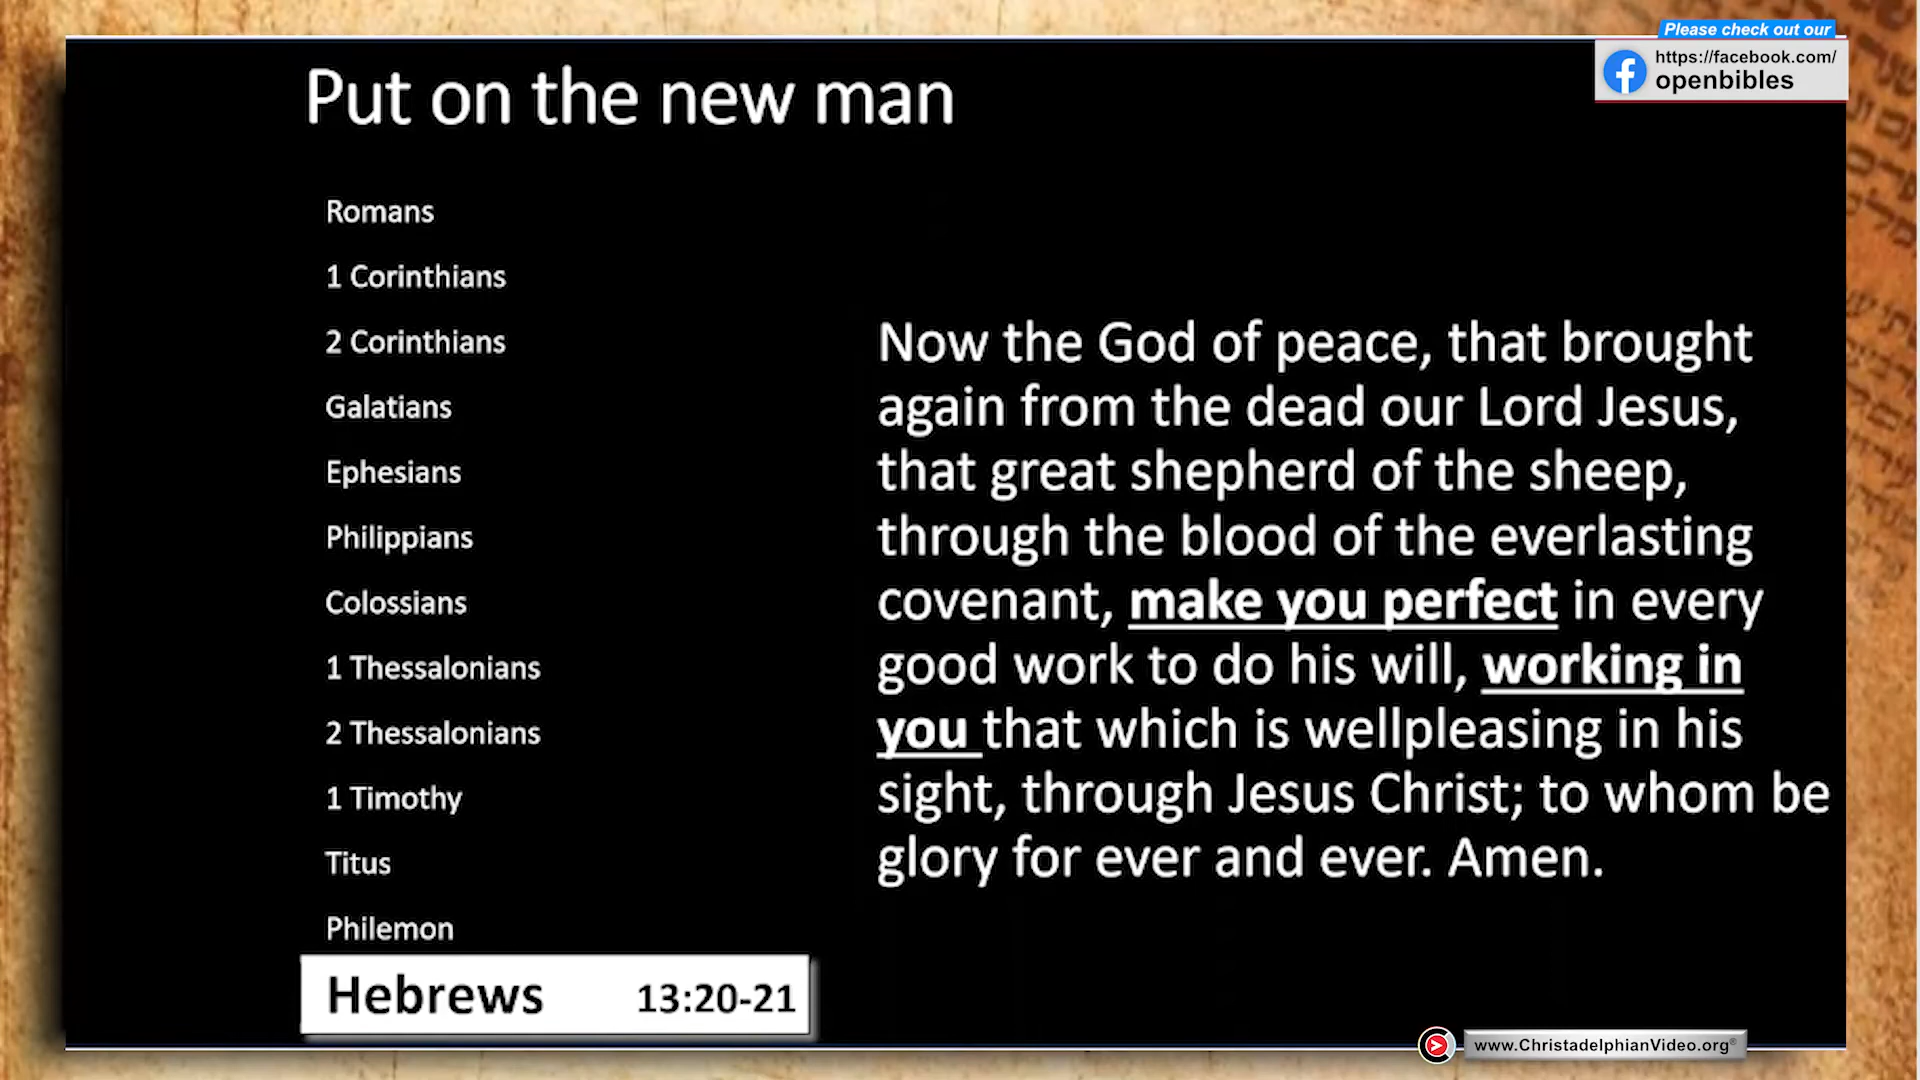 Please check out our
https://facebook.com/
openbibles
Put on the new man
Romans
1 Corinthians
2 Corinthians
Galatians
Ephesians
Philippians
Colossians
1 Thessalonians
2 Thessalonians
1 Timothy
Titus
Philemon
Hebrews 13:20-21
Now the God of peace, that brought
again from the dead our Lord Jesus,
that great shepherd of the sheep,
through the blood of the everlasting
covenant, make you perfect in every
good work to do his will, working in
you that which is wellpleasing in his
sight, through Jesus Christ; to whom be
glory for ever and ever. Amen.
www.ChristadelphianVideo.org®